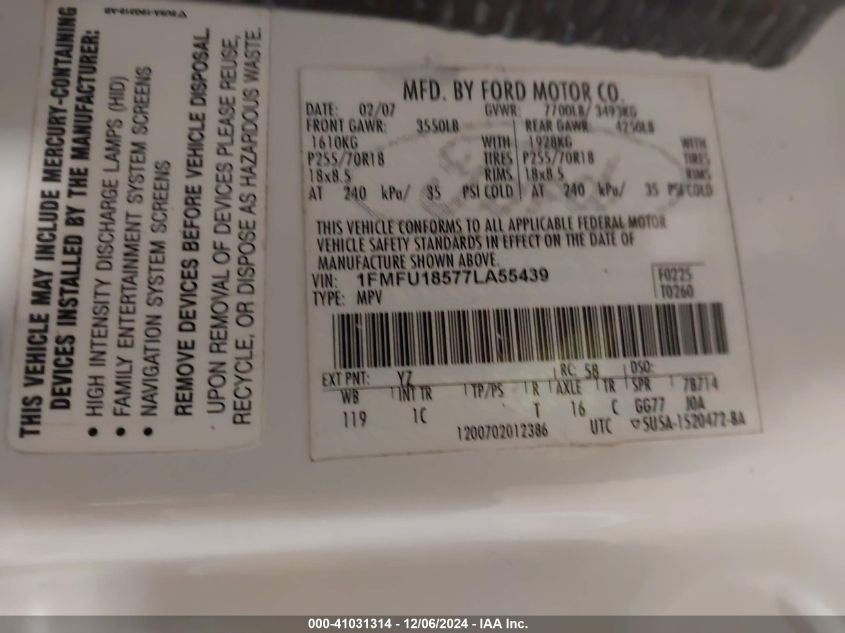 ▽5USA-190519-AB
THIS VEHICLE MAY INCLUDE MERCURY-CONTAINING
DEVICES INSTALLED BY THE MANUFACTURER:
• HIGH INTENSITY DISCHARGE LAMPS (HID)
• FAMILY ENTERTAINMENT SYSTEM SCREENS
• NAVIGATION SYSTEM SCREENS
REMOVE DEVICES BEFORE VEHICLE DISPOSAL.
UPON REMOVAL OF DEVICES PLEASE REUSE,
RECYCLE, OR DISPOSE AS HAZARDOUS WASTE.
MFD. BY FORD MOTOR CO.
DATE: 02/07 GVWR: 7700LB/ 3493KG
FRONT GAWR: 3550LB REAR GAWR: 4250LB
1610KG WITH 1928KG WITH
P255/70R18 TIRES P255/70R18 TIRES
18x8.5 RIMS 18x8.5 RIMS
AT 240 kPa/ 35 PSI COLD AT 240 kPa/ 35 PSI COLD
THIS VEHICLE CONFORMS TO ALL APPLICABLE FEDERAL MOTOR
VEHICLE SAFETY STANDARDS IN EFFECT ON THE DATE OF
MANUFACTURE SHOWN ABOVE.
VIN: 1FMFU18577LA55439 F0225
TYPE: MPV T0260
EXT PNT: YZ RC: 58 DSO:
WB INT TR TP/PS R AXLE TR SPR 7B714
119 1C T 16 C GG77 J0A
1200702012386 UTC ▽5U5A-1520472-BA
000-41031314 - 12/06/2024 - IAA Inc.